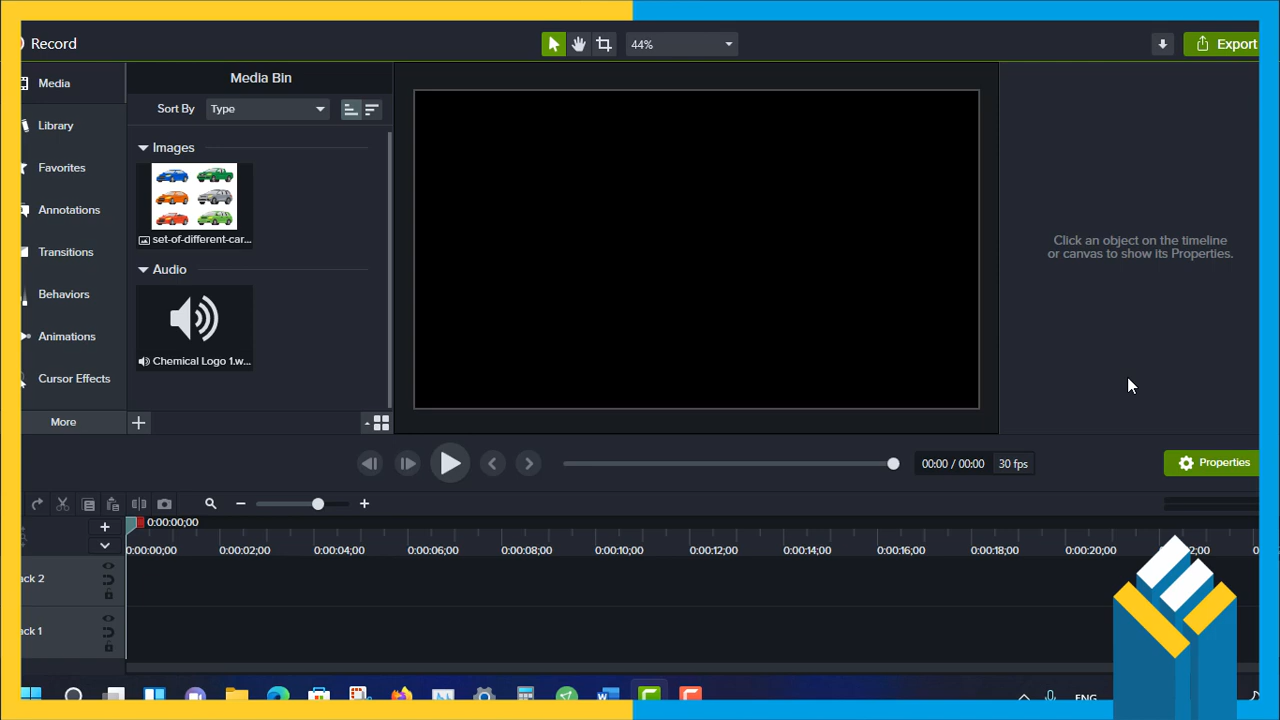 Record
44%
Export
Media
Media Bin
Sort By
Type
Library
Images
Favorites
set-of-different-car...
Annotations
Transitions
Audio
Behaviors
Animations
Chemical Logo 1.w...
Cursor Effects
More
Click an object on the timeline
or canvas to show its Properties.
00:00 / 00:00
30 fps
Properties
0:00:00;00
0:00:00;00
0:00:02;00
0:00:04;00
0:00:06;00
0:00:08;00
0:00:10;00
0:00:12;00
0:00:14;00
0:00:16;00
0:00:18;00
0:00:20;00
2:00
ack 2
ack 1
ENG